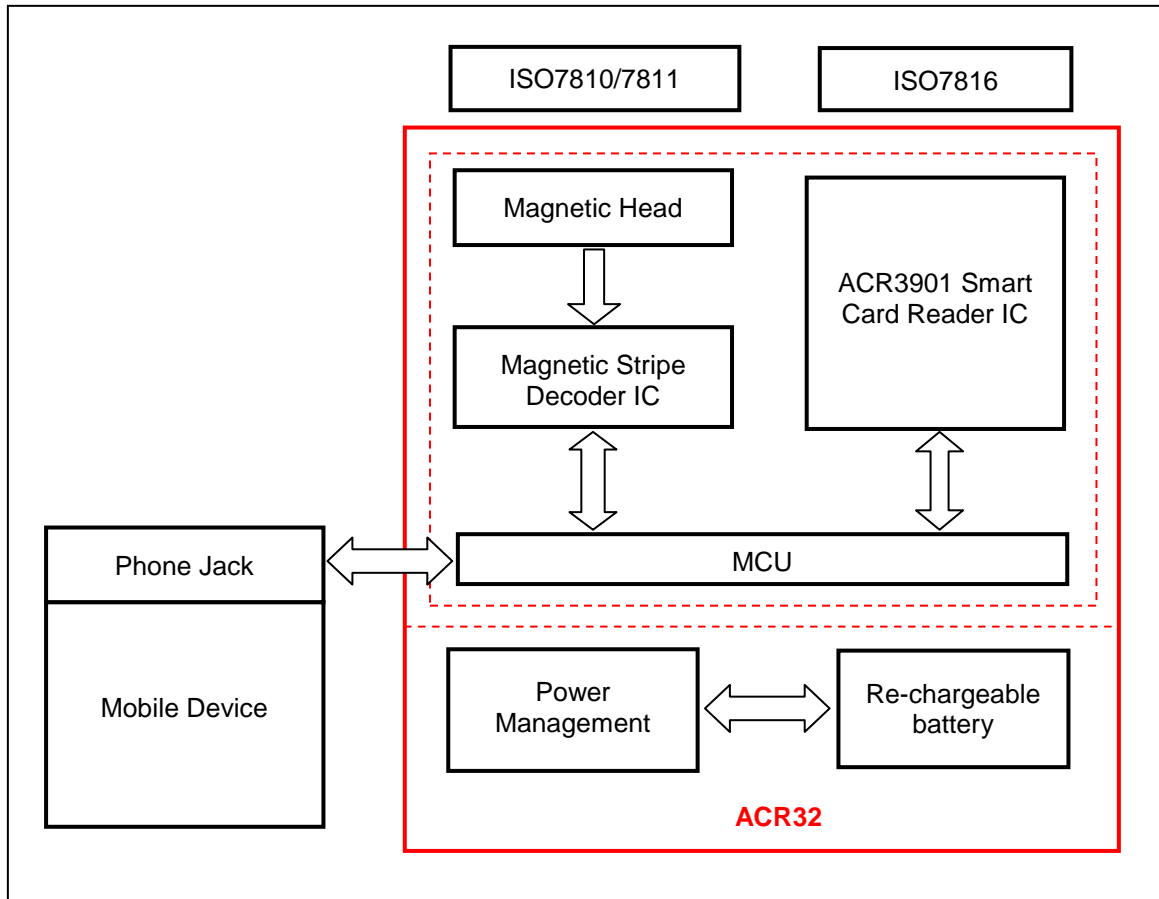 ISO7810/7811
ISO7816
Magnetic Head
ACR3901 Smart
Card Reader IC
Magnetic Stripe
Decoder IC
MCU
Phone Jack
Mobile Device
Power
Management
Re-chargeable
battery
ACR32